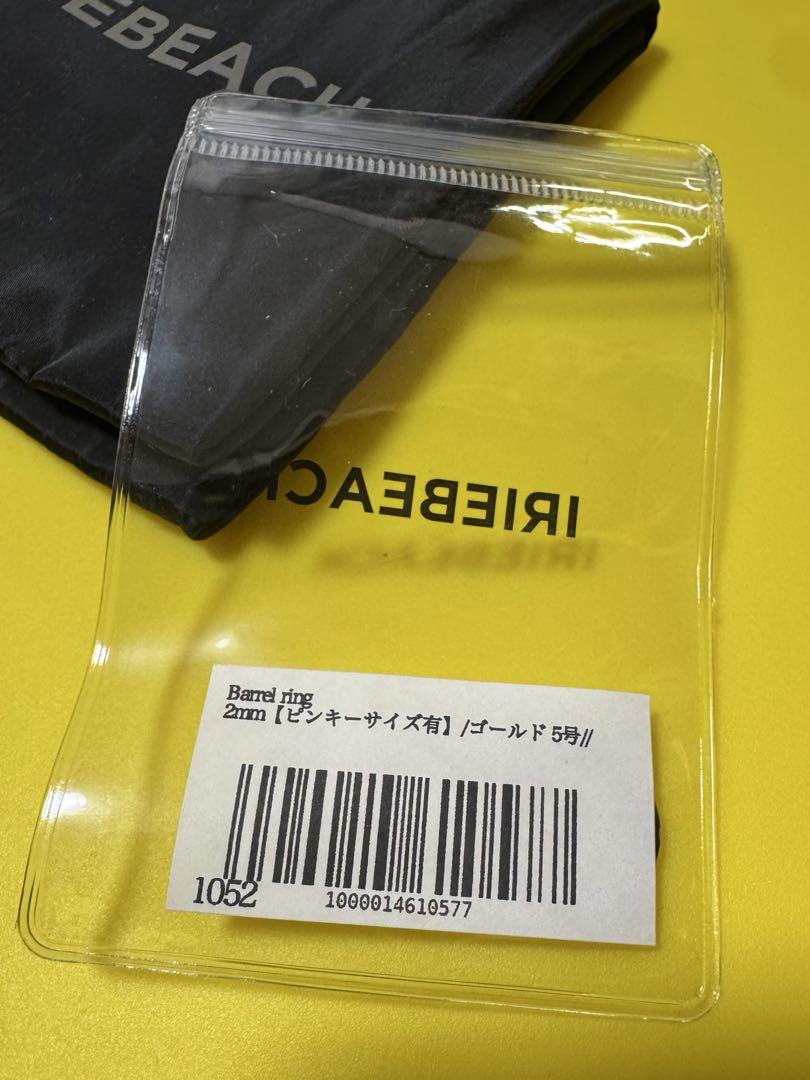 IEBEACH
IRIEBEACH
Barrel ring
2mm【ピンキーサイズ有】/ゴールド 5号//
1052
1000014610577